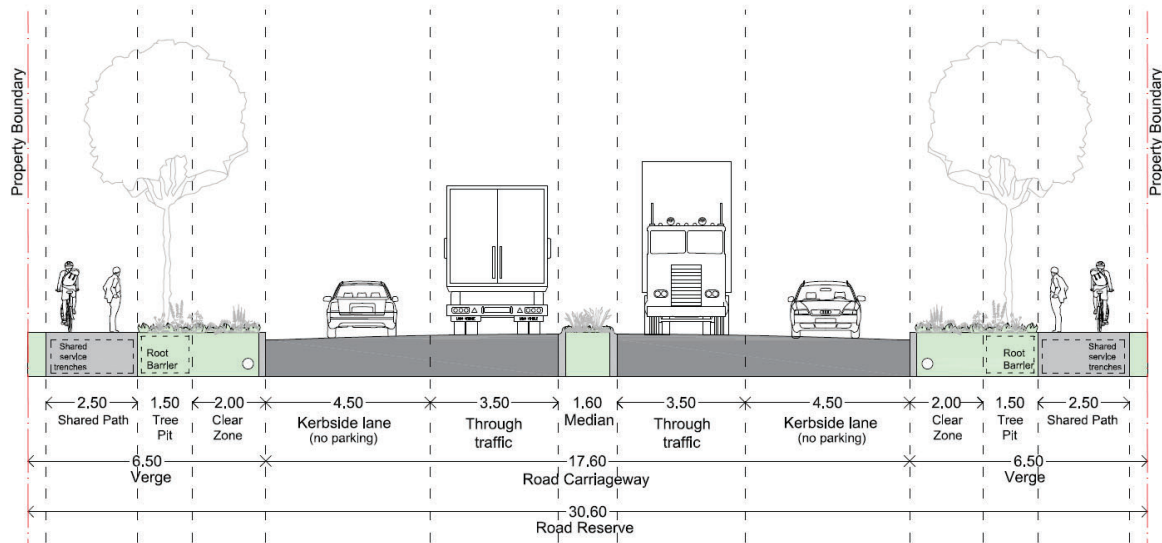 Property Boundary
Property Boundary
Shared
service
trenches
Root
Barrier
Root
Barrier
Shared
service
trenches
2.50
Shared Path
1.50
Tree
Pit
2.00
Clear
Zone
4.50
Kerbside lane
(no parking)
3.50
Through
traffic
1.60
Median
3.50
Through
traffic
4.50
Kerbside lane
(no parking)
2.00
Clear
Zone
1.50
Tree
Pit
2.50
Shared Path
6.50
Verge
17.60
Road Carriageway
6.50
Verge
30.60
Road Reserve